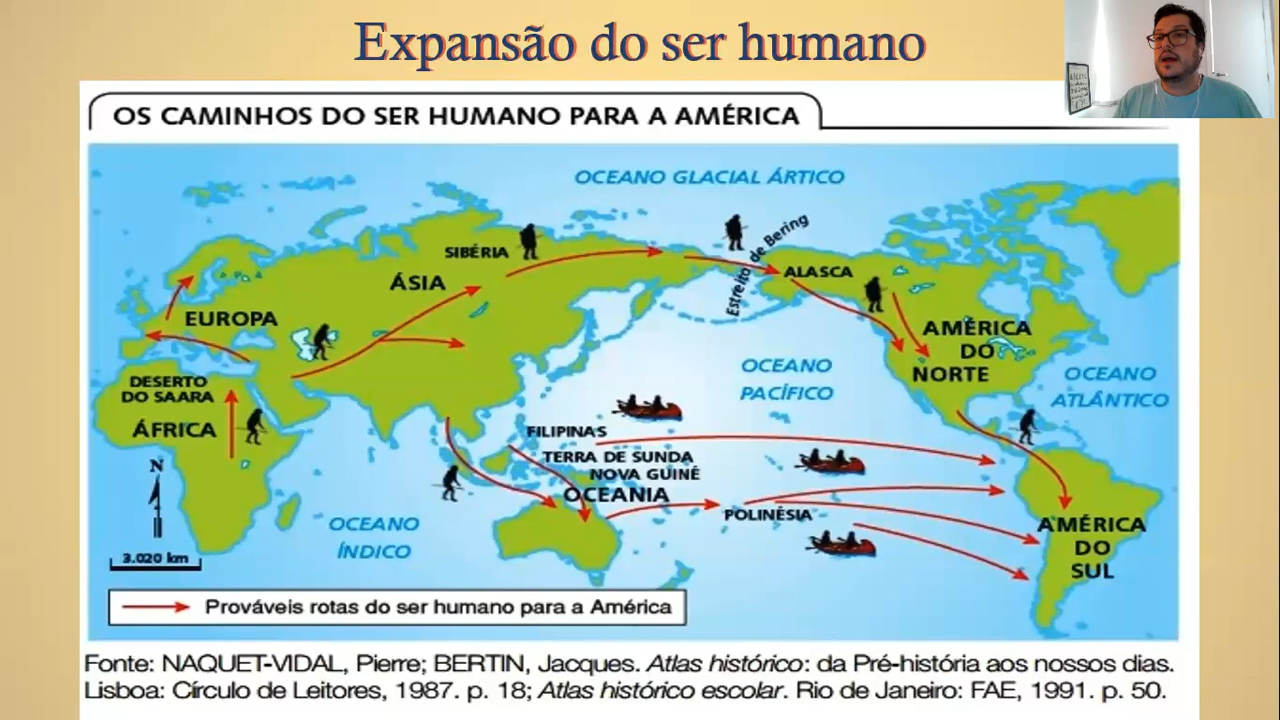 Expansão do ser humano
OS CAMINHOS DO SER HUMANO PARA A AMÉRICA
OCEANO GLACIAL ÁRTICO
SIBÉRIA
Estreito de Bering
ÁSIA
ALASCA
EUROPA
AMÉRICA
DO
NORTE
OCEANO
PACÍFICO
OCEANO
ATLÂNTICO
DESERTO
DO SAARA
ÁFRICA
FILIPINAS
TERRA DE SUNDA
NOVA GUINÉ
OCEANIA
POLINÉSIA
N
OCEANO
ÍNDICO
AMÉRICA
DO
SUL
3.020 km
Prováveis rotas do ser humano para a América
Fonte: NAQUET-VIDAL, Pierre; BERTIN, Jacques. Atlas histórico: da Pré-história aos nossos dias.
Lisboa: Círculo de Leitores, 1987. p. 18; Atlas histórico escolar. Rio de Janeiro: FAE, 1991. p. 50.